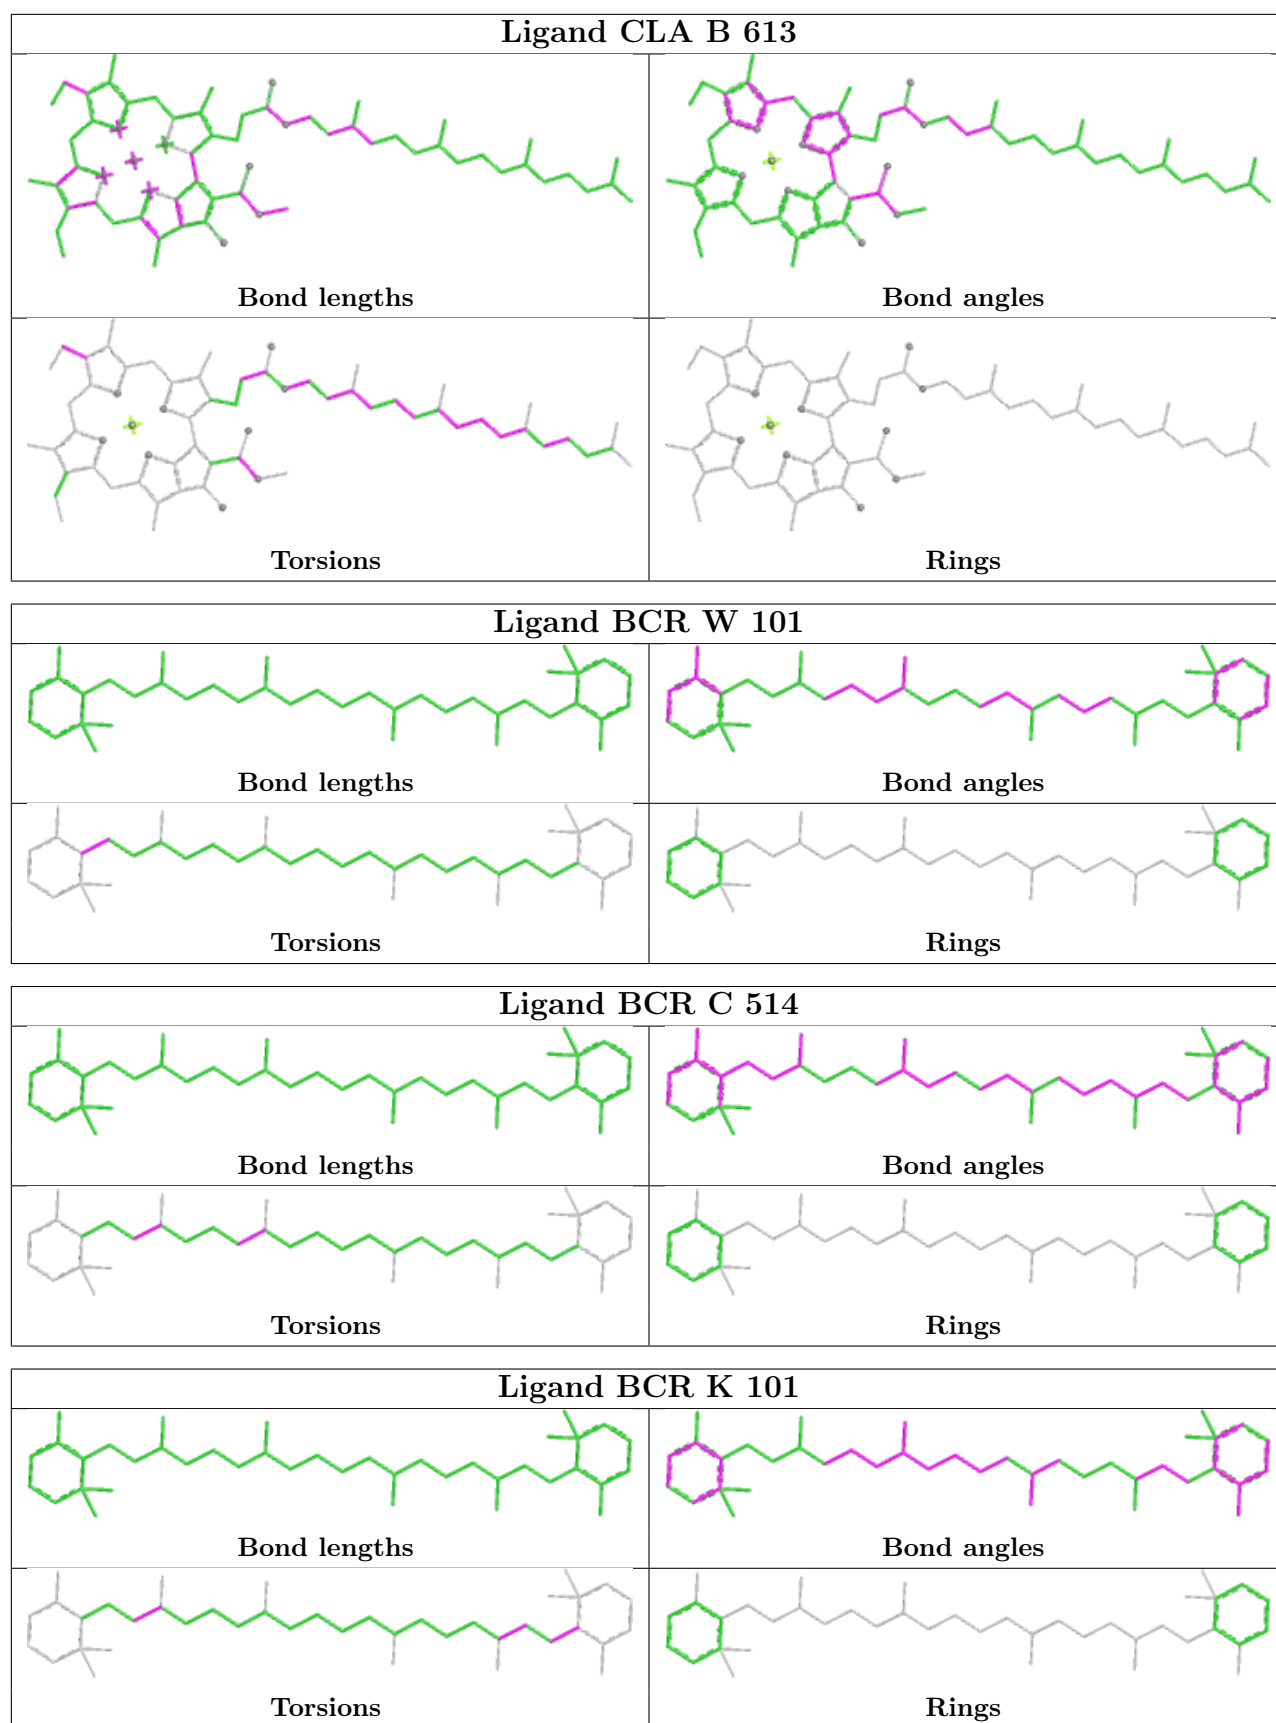 Ligand CLA B 613
Bond lengths
Bond angles
Torsions
Rings
Ligand BCR W 101
Bond lengths
Bond angles
Torsions
Rings
Ligand BCR C 514
Bond lengths
Bond angles
Torsions
Rings
Ligand BCR K 101
Bond lengths
Bond angles
Torsions
Rings